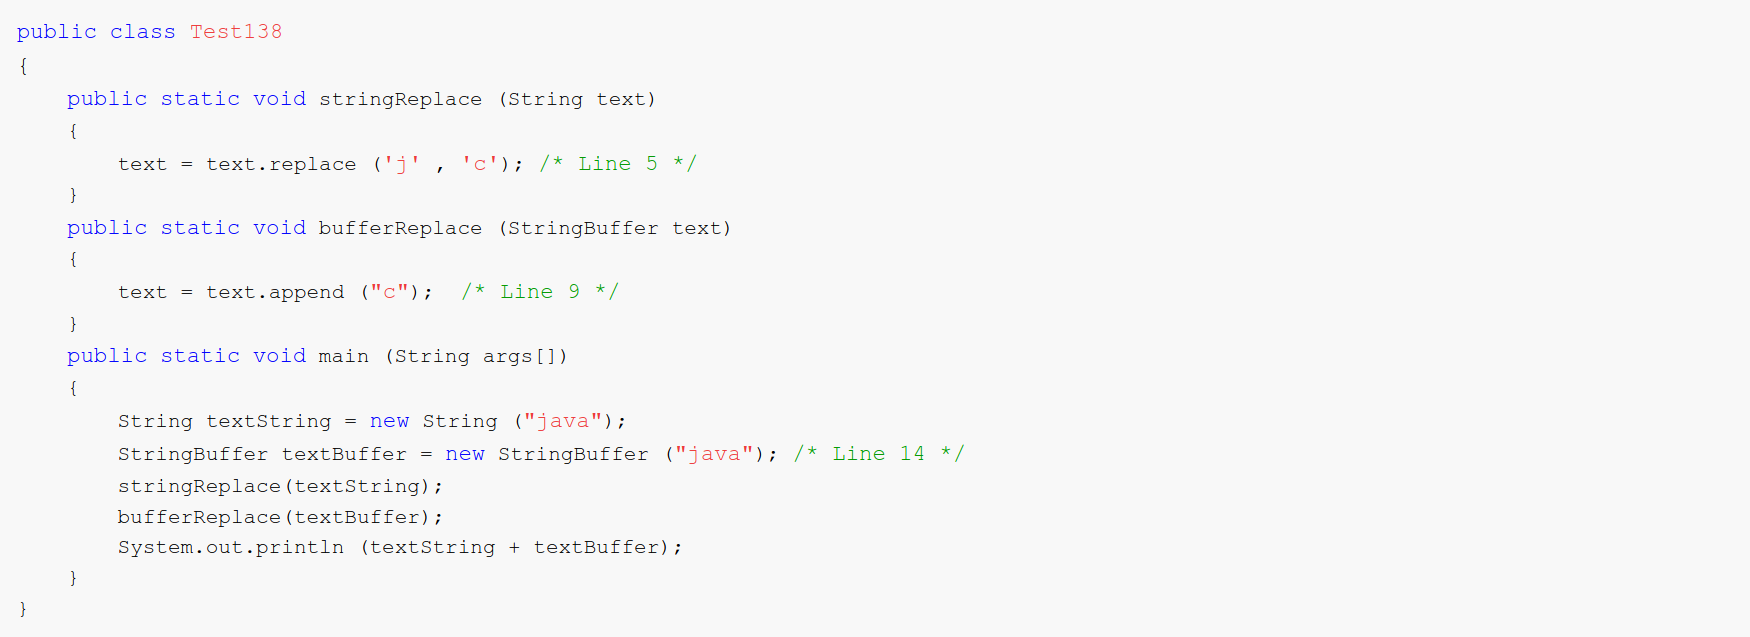 public class Test138
{
    public static void stringReplace (String text)
    {
        text = text.replace ('j' , 'c'); /* Line 5 */
    }
    public static void bufferReplace (StringBuffer text)
    {
        text = text.append ("c");  /* Line 9 */
    }
    public static void main (String args[])
    {
        String textString = new String ("java");
        StringBuffer textBuffer = new StringBuffer ("java"); /* Line 14 */
        stringReplace(textString);
        bufferReplace(textBuffer);
        System.out.println (textString + textBuffer);
    }
}